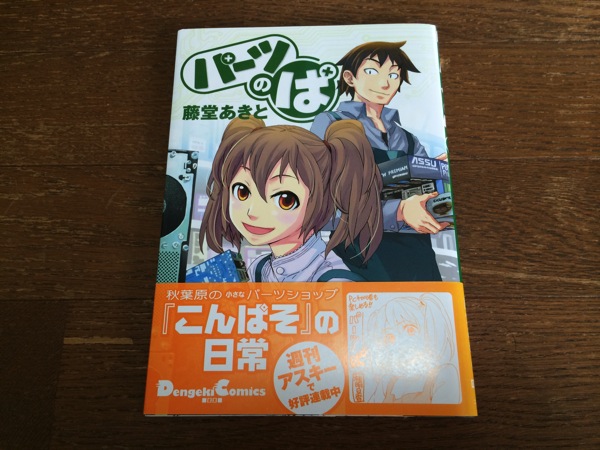 パーツ
のぱ
藤堂あきと
秋葉原の小さなパーツショップ
『こんぱそ』の
日常
週刊
アスキーで
好評連載中
Dengeki Comics